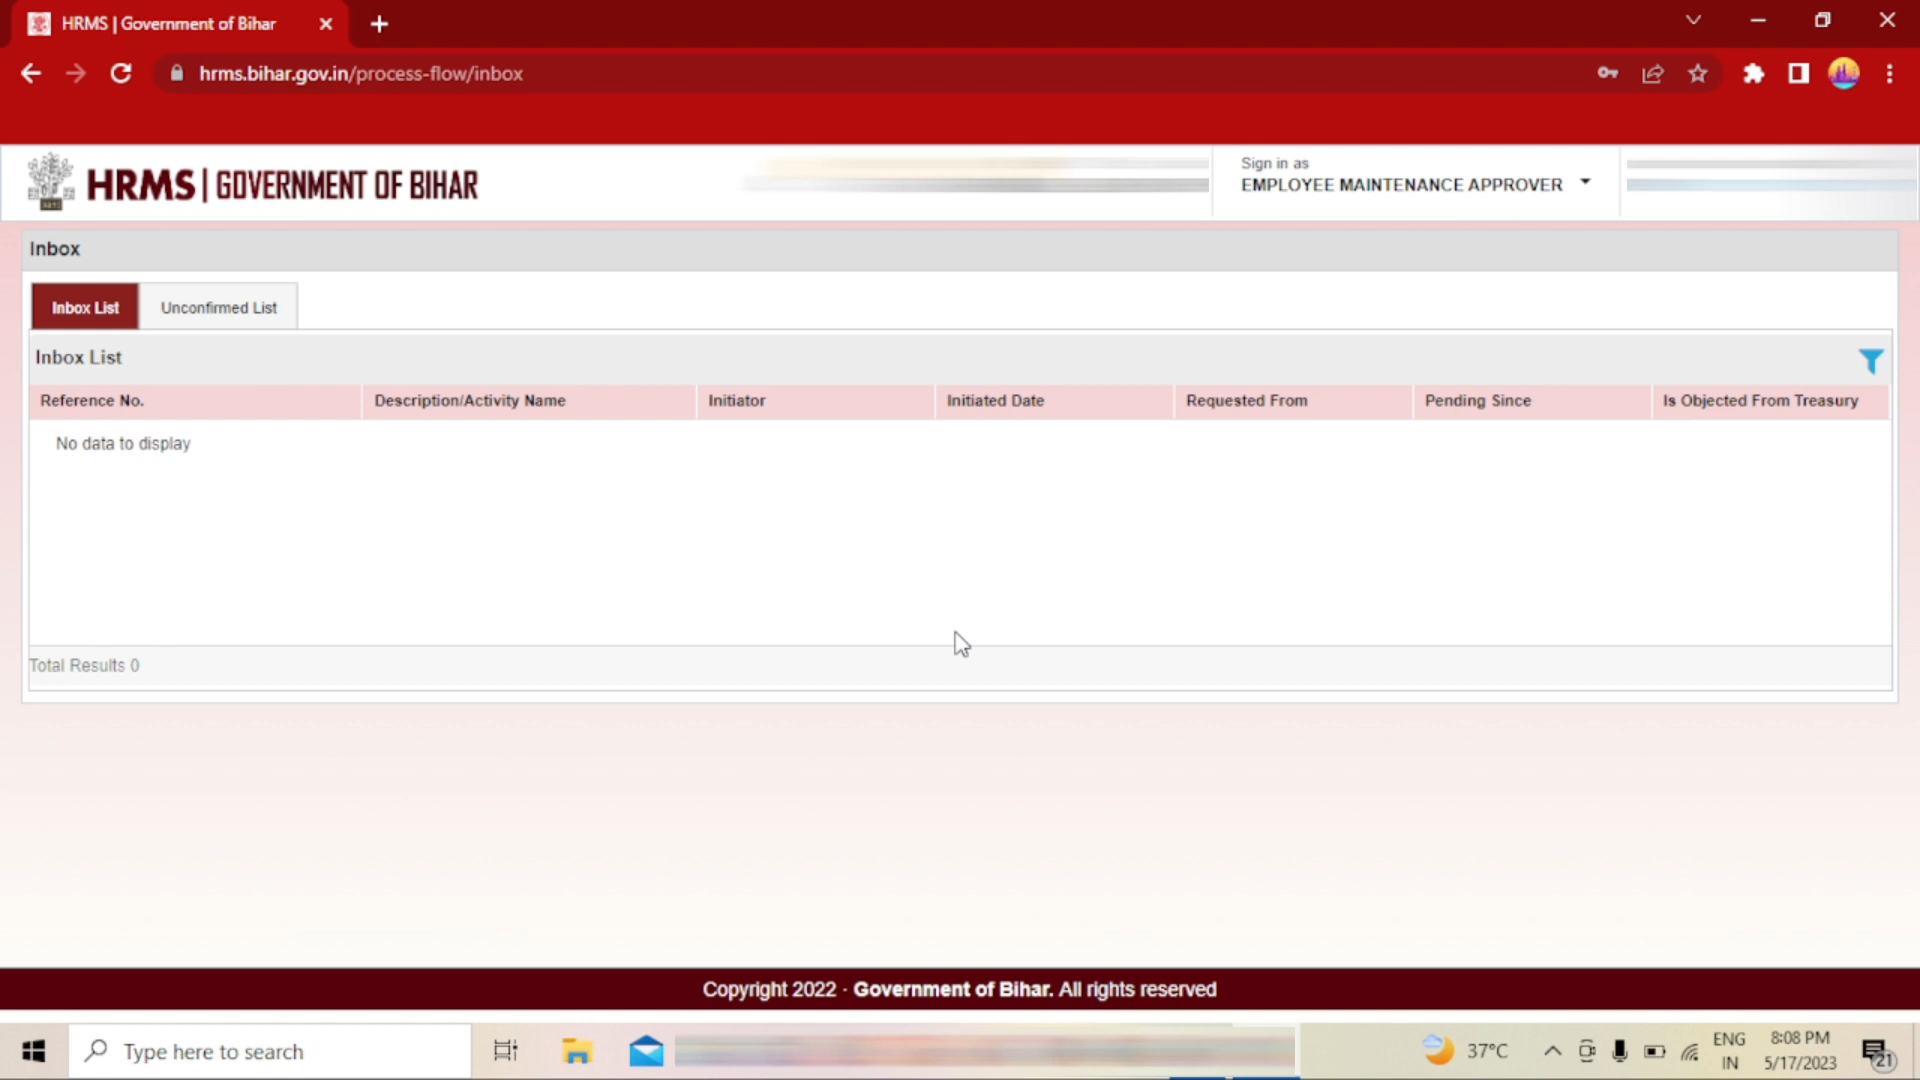 HRMS | Government of Bihar
hrms.bihar.gov.in/process-flow/inbox
HRMS | GOVERNMENT OF BIHAR
Sign in as
EMPLOYEE MAINTENANCE APPROVER
Inbox
Inbox List Unconfirmed List
Inbox List
Reference No. Description/Activity Name Initiator Initiated Date Requested From Pending Since Is Objected From Treasury
No data to display
Total Results 0
Copyright 2022 · Government of Bihar. All rights reserved
Type here to search
37°C
ENG
IN
8:08 PM
5/17/2023
21